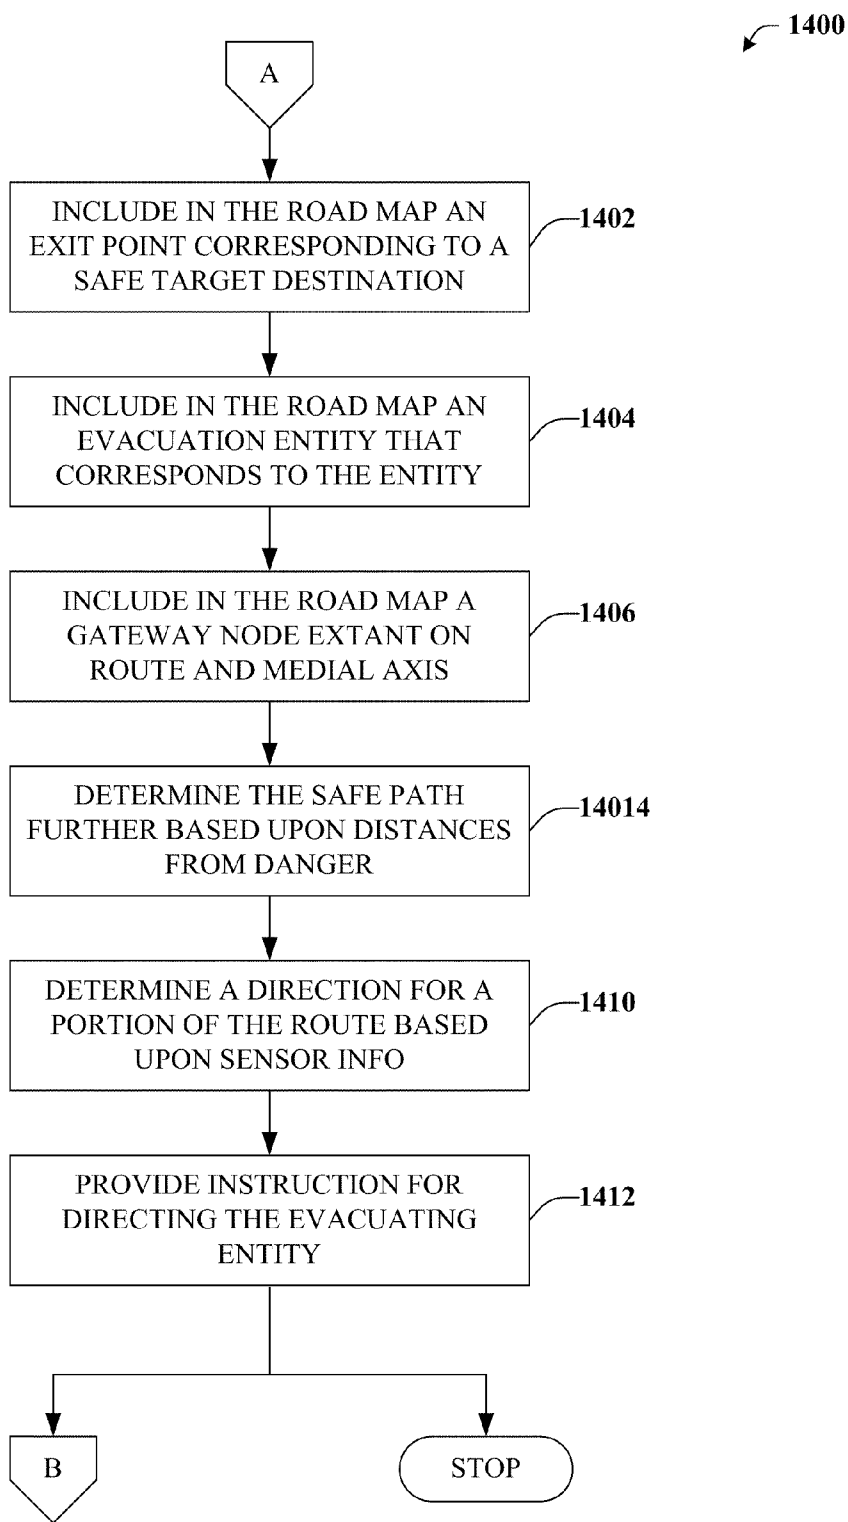 1400
A
INCLUDE IN THE ROAD MAP AN
EXIT POINT CORRESPONDING TO A
SAFE TARGET DESTINATION
1402
INCLUDE IN THE ROAD MAP AN
EVACUATION ENTITY THAT
CORRESPONDS TO THE ENTITY
1404
INCLUDE IN THE ROAD MAP A
GATEWAY NODE EXTANT ON
ROUTE AND MEDIAL AXIS
1406
DETERMINE THE SAFE PATH
FURTHER BASED UPON DISTANCES
FROM DANGER
14014
DETERMINE A DIRECTION FOR A
PORTION OF THE ROUTE BASED
UPON SENSOR INFO
1410
PROVIDE INSTRUCTION FOR
DIRECTING THE EVACUATING
ENTITY
1412
B
STOP